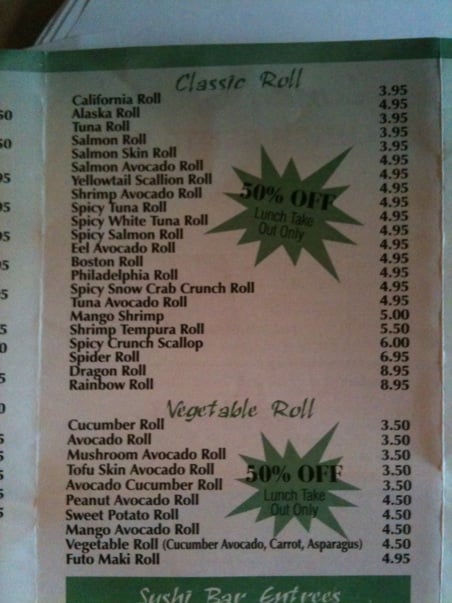 Classic Roll
California Roll 3.95
Alaska Roll 4.95
Tuna Roll 3.95
Salmon Roll 3.95
Salmon Skin Roll 3.95
Salmon Avocado Roll 4.95
Yellowtail Scallion Roll 4.95
Shrimp Avocado Roll 4.95
Spicy Tuna Roll 4.95
Spicy White Tuna Roll 4.95
Spicy Salmon Roll 4.95
Eel Avocado Roll 4.95
Boston Roll 4.95
Philadelphia Roll 4.95
Spicy Snow Crab Crunch Roll 4.95
Tuna Avocado Roll 4.95
Mango Shrimp 5.00
Shrimp Tempura Roll 5.50
Spicy Crunch Scallop 6.00
Spider Roll 6.95
Dragon Roll 8.95
Rainbow Roll 8.95
50% OFF
Lunch Take
Out Only
Vegetable Roll
Cucumber Roll 3.50
Avocado Roll 3.50
Mushroom Avocado Roll 3.50
Tofu Skin Avocado Roll 3.50
Avocado Cucumber Roll 3.50
Peanut Avocado Roll 4.50
Sweet Potato Roll 4.50
Mango Avocado Roll 4.50
Vegetable Roll (Cucumber Avocado, Carrot, Asparagus) 4.50
Futo Maki Roll 4.95
50% OFF
Lunch Take
Out Only
Sushi Bar Entrees